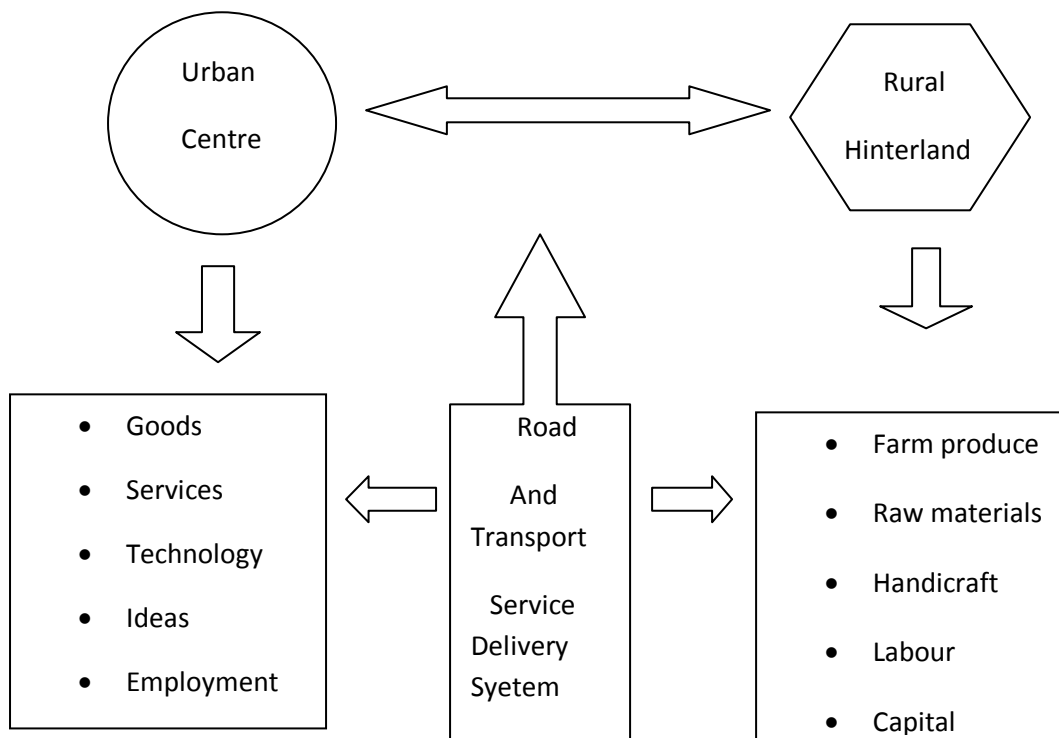 Urban
Centre
Rural
Hinterland
• Goods
• Services
• Technology
• Ideas
• Employment
Road
And
Transport
Service
Delivery
Syetem
• Farm produce
• Raw materials
• Handicraft
• Labour
• Capital